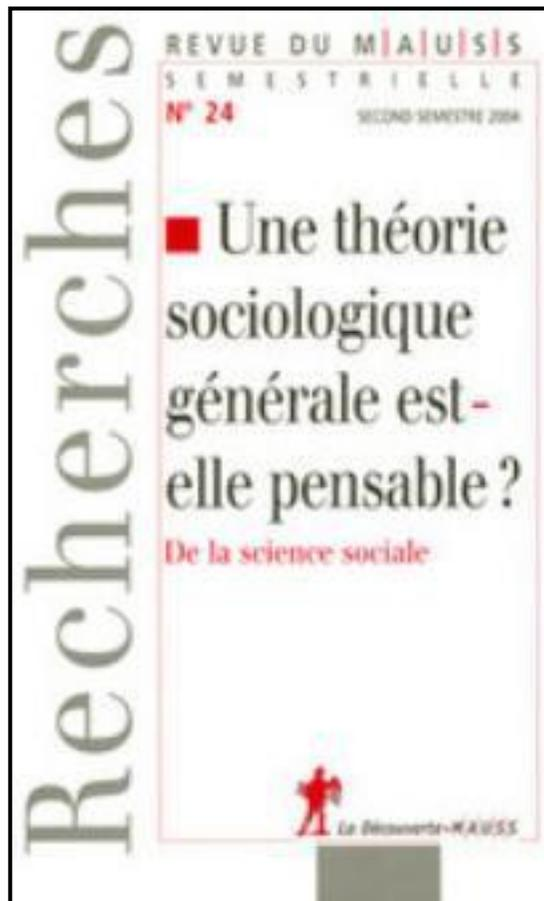 Recherches
REVUE DU M|A|U|S|S
SEMESTRIELLE
N° 24 SECOND SEMESTRE 2004
Une théorie
sociologique
générale est-
elle pensable ?
De la science sociale
La Découverte-M/A/U/S/S